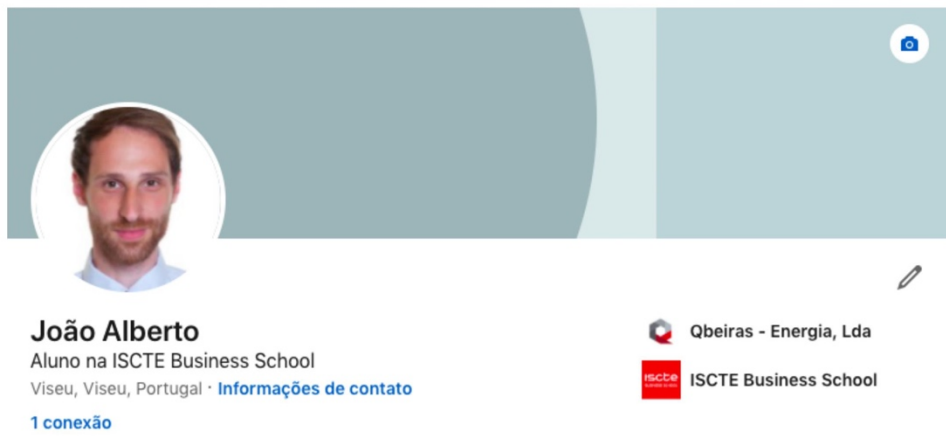 João Alberto
Aluno na ISCTE Business School
Viseu, Viseu, Portugal · Informações de contato
1 conexão
Qbeiras - Energia, Lda
iscte
ISCTE Business School